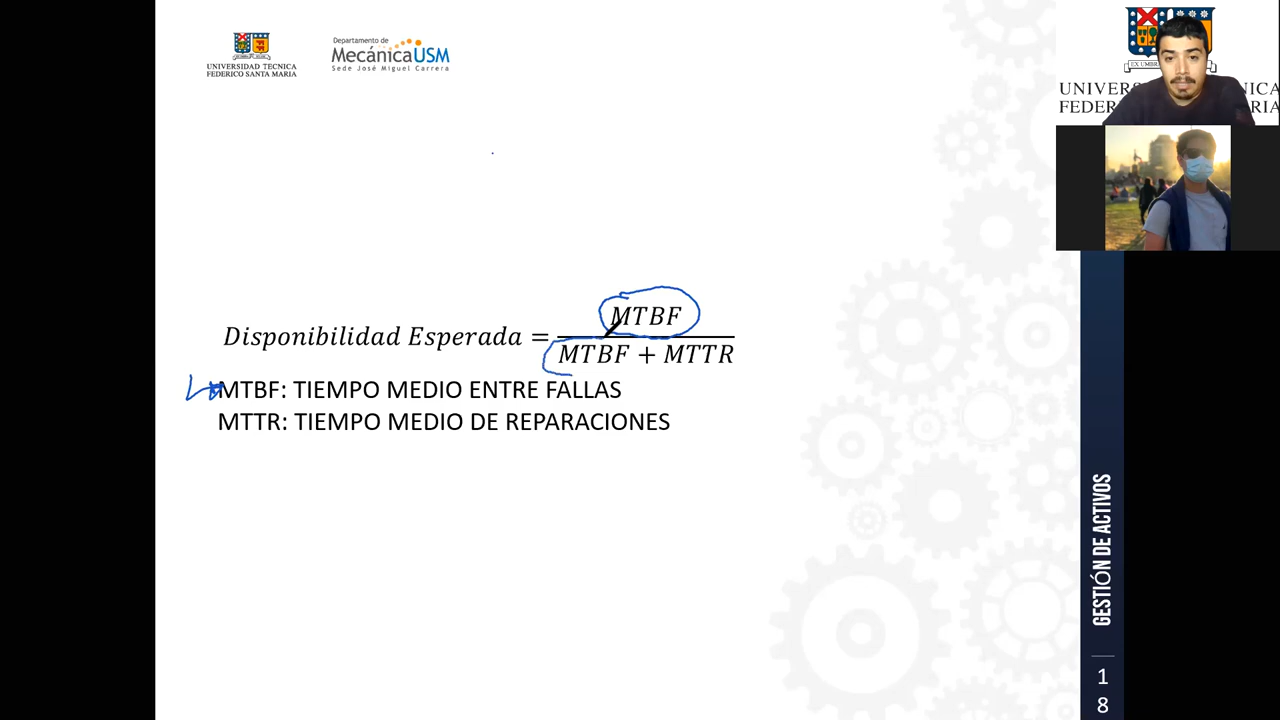 UNIVERSIDAD TECNICA
FEDERICO SANTA MARIA
Departamento de
MecánicaUSM
Sede José Miguel Carrera
Disponibilidad Esperada = MTBF
MTBF + MTTR
MTBF: TIEMPO MEDIO ENTRE FALLAS
MTTR: TIEMPO MEDIO DE REPARACIONES
GESTIÓN DE ACTIVOS
1
8